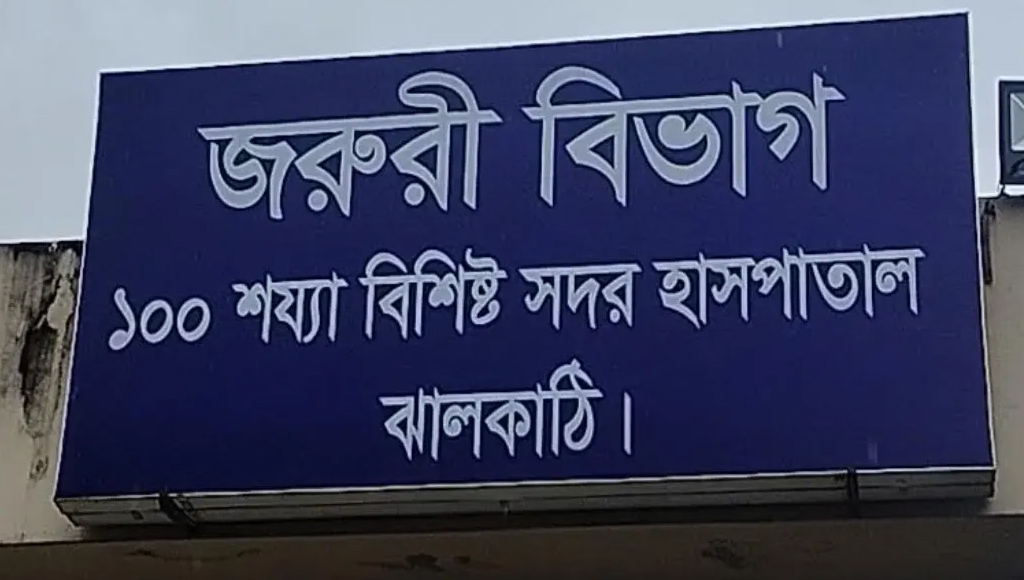 জরুরী বিভাগ
১০০ শয্যা বিশিষ্ট সদর হাসপাতাল
ঝালকাঠি।